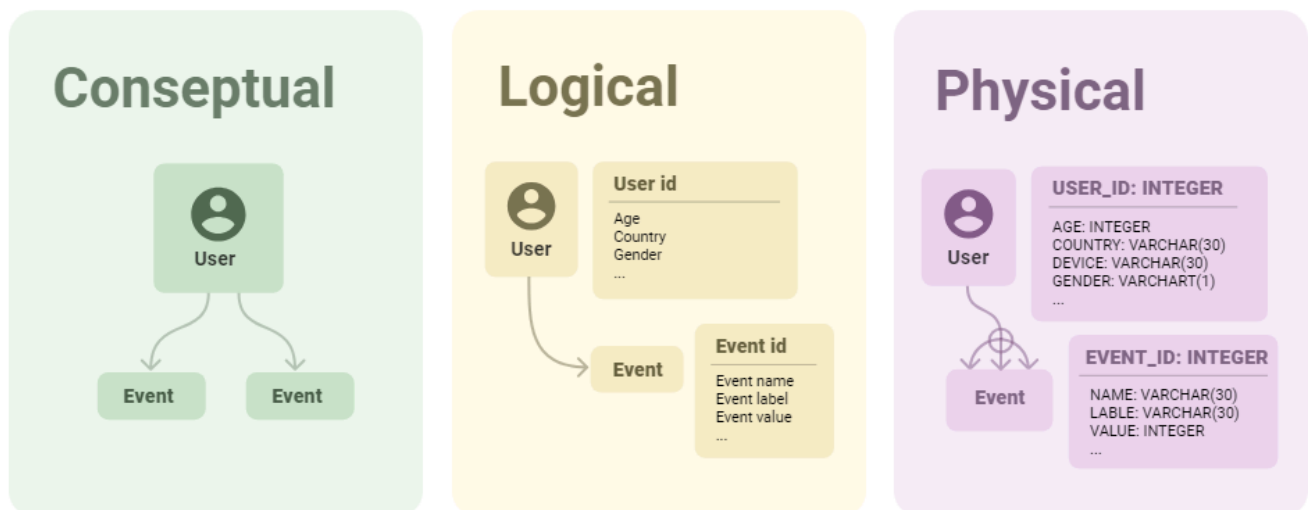 Conseptual
User
Event
Event
Logical
User
User id
Age
Country
Gender
...
Event
Event id
Event name
Event label
Event value
...
Physical
User
USER_ID: INTEGER
AGE: INTEGER
COUNTRY: VARCHAR(30)
DEVICE: VARCHAR(30)
GENDER: VARCHART(1)
...
Event
EVENT_ID: INTEGER
NAME: VARCHAR(30)
LABLE: VARCHAR(30)
VALUE: INTEGER
...